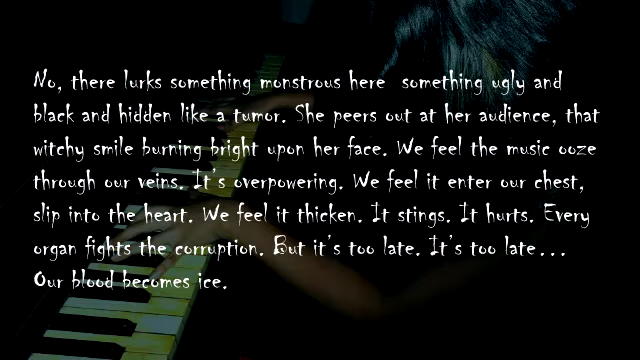 No, there lurks something monstrous here something ugly and
black and hidden like a tumor. She peers out at her audience, that
witchy smile burning bright upon her face. We feel the music ooze
through our veins. It's overpowering. We feel it enter our chest,
slip into the heart. We feel it thicken. It stings. It hurts. Every
organ fights the corruption. But it's too late. It's too late...
Our blood becomes ice.